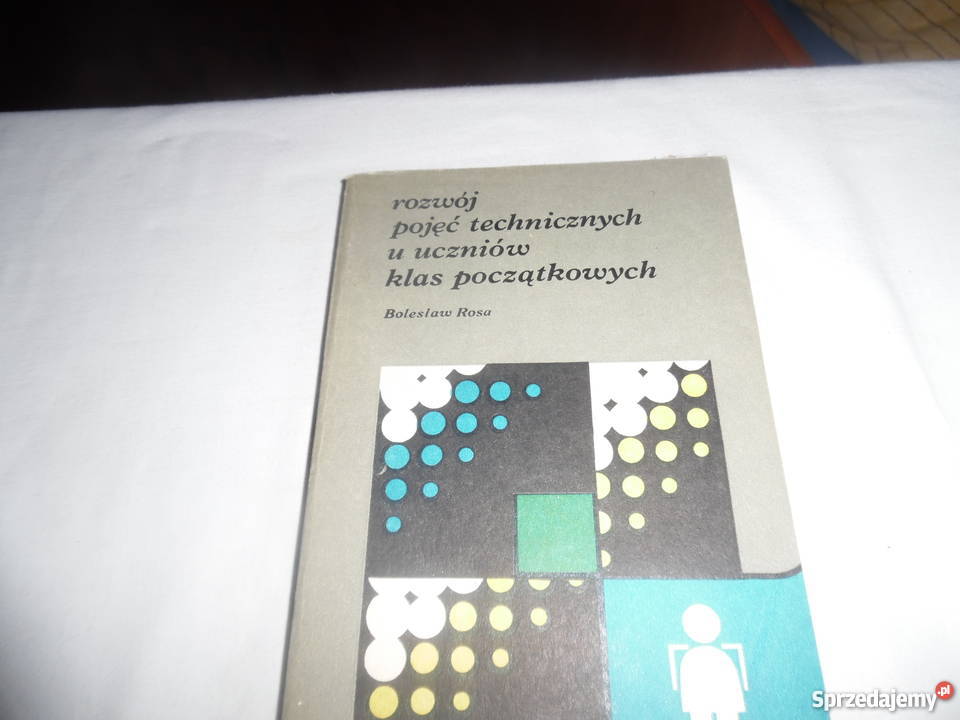 rozwój
pojęć technicznych
u uczniów
klas początkowych
Bolesław Rosa
Sprzedajemy.pl